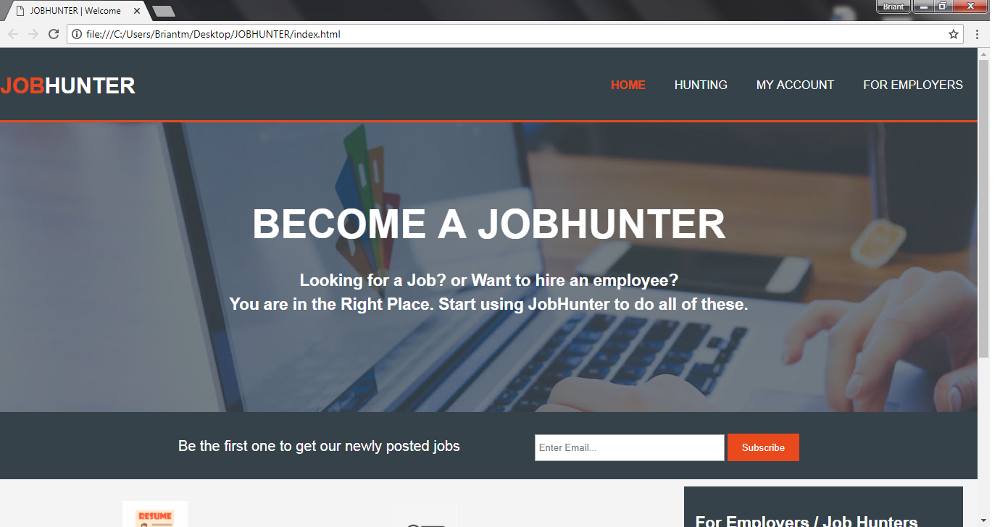 JOBHUNTER | Welcome
Briant
file:///C:/Users/Briantm/Desktop/JOBHUNTER/index.html
JOBHUNTER
HOME
HUNTING
MY ACCOUNT
FOR EMPLOYERS
BECOME A JOBHUNTER
Looking for a Job? or Want to hire an employee?
You are in the Right Place. Start using JobHunter to do all of these.
Be the first one to get our newly posted jobs
Enter Email...
Subscribe
RESUME
For Employers / Job Hunters